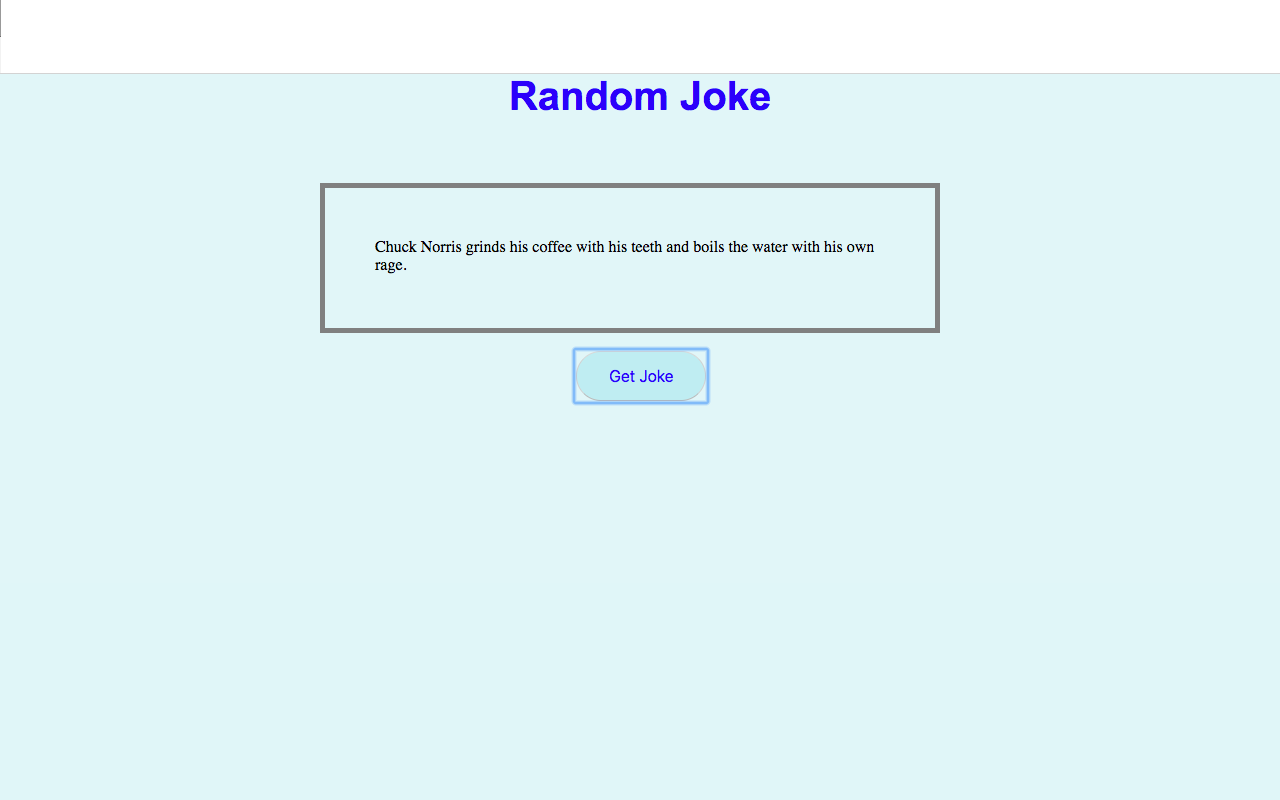 Random Joke
Chuck Norris grinds his coffee with his teeth and boils the water with his own
rage.
Get Joke